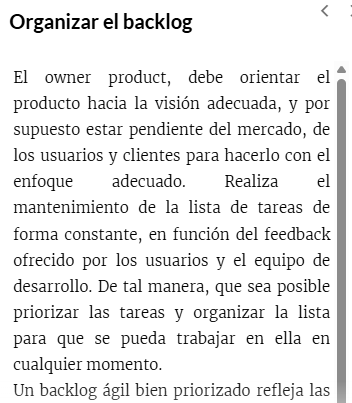 Organizar el backlog
El owner product, debe orientar el
producto hacia la visión adecuada, y por
supuesto estar pendiente del mercado, de
los usuarios y clientes para hacerlo con el
enfoque adecuado. Realiza el
mantenimiento de la lista de tareas de
forma constante, en función del feedback
ofrecido por los usuarios y el equipo de
desarrollo. De tal manera, que sea posible
priorizar las tareas y organizar la lista
para que se pueda trabajar en ella en
cualquier momento.
Un backlog ágil bien priorizado refleja las